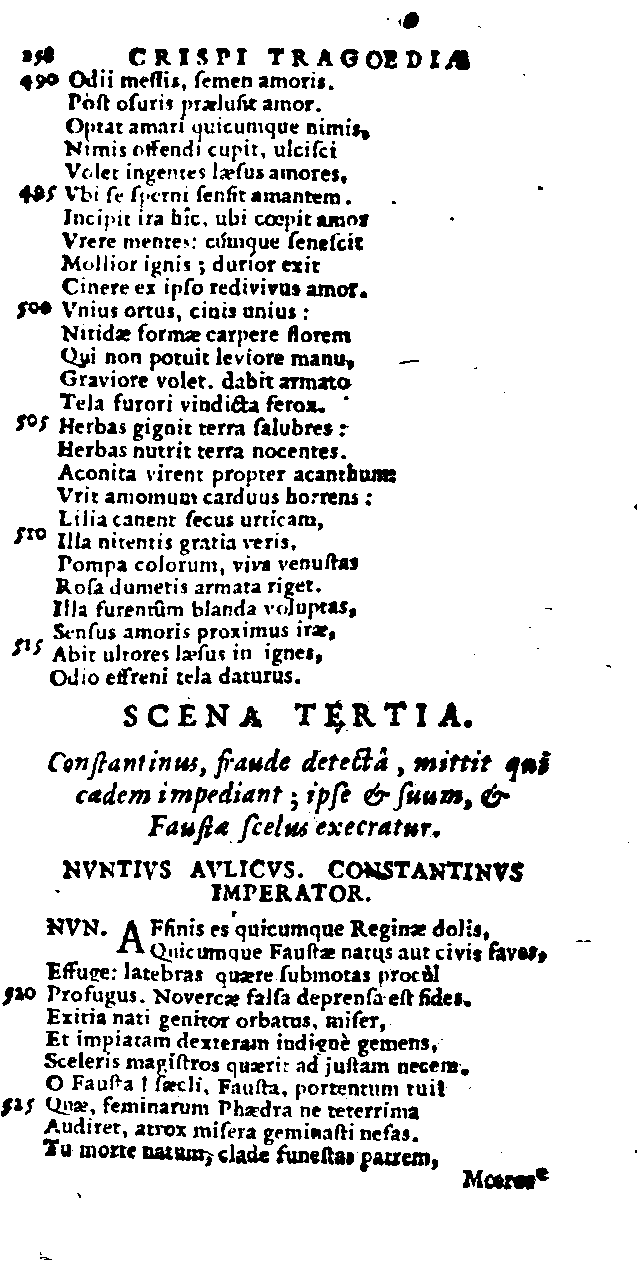 258 CRISPI TRAGOEDIÆ
490 Odii meſſis, ſemen amoris.
Pòſt oſuris præluſit amor.
Optat amari quicumque nimis,
Nimis offendi cupit, ulciſci
Volet ingentes læſus amores,
495 Vbi ſe ſperni ſenſit amantem.
Incipit ira hîc, ubi cœpit amor
Vrere mentes: cúmque ſeneſcit
Mollior ignis ; durior exit
Cinere ex ipſo redivivus amor.
500 Vnius ortus, cinis unius :
Nitidæ formæ carpere florem
Qui non potuit leviore manu,
Graviore volet. dabit armato
Tela furori vindicta ferox.
505 Herbas gignit terra ſalubres :
Herbas nutrit terra nocentes.
Aconita virent propter acanthum:
Vrit amomum carduus horrens :
Lilia canent ſecus urticam,
510 Illa nitentis gratia veris,
Pompa colorum, viva venuſtas
Roſa dumetis armata riget.
Illa furentûm blanda voluptas,
Senſus amoris proximus iræ,
515 Abit ultores læſus in ignes,
Odio effreni tela daturus.
SCENA TERTIA.
Conſtantinus, fraude detectâ , mittit qui
cædem impediant ; ipſe & ſuum, &
Fauſtæ ſcelus execratur.
NVNTIVS AVLICVS. CONSTANTINVS
IMPERATOR.
NVN. AFfinis es quicumque Reginæ dolis,
Quicumque Fauſtæ natus aut civis faves,
Effuge: latebras quære ſubmotas procul
520 Profugus. Novercæ falſa deprenſa eſt fides.
Exitia nati genitor orbatus, miſer,
Et impiatam dexteram indignè gemens,
Sceleris magiſtros quærit ad juſtam necem.
O Fauſta ! ſæcli, Fauſta, portentum tui!
525 Quæ, feminarum Phædra ne teterrima
Audiret, atrox miſera geminaſti nefas.
Tu morte natum, clade funeſtas patrem,
Mœrore